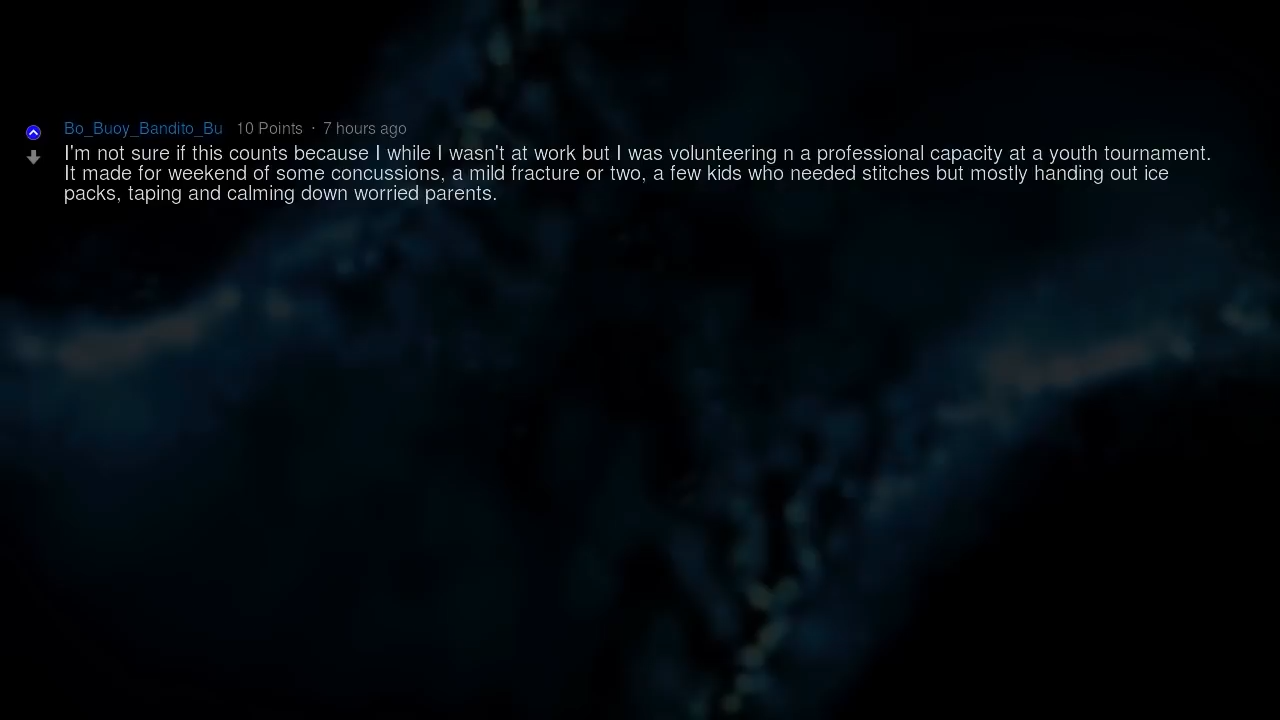 Bo_Buoy_Bandito_Bu 10 Points · 7 hours ago
I'm not sure if this counts because I while I wasn't at work but I was volunteering n a professional capacity at a youth tournament.
It made for weekend of some concussions, a mild fracture or two, a few kids who needed stitches but mostly handing out ice
packs, taping and calming down worried parents.